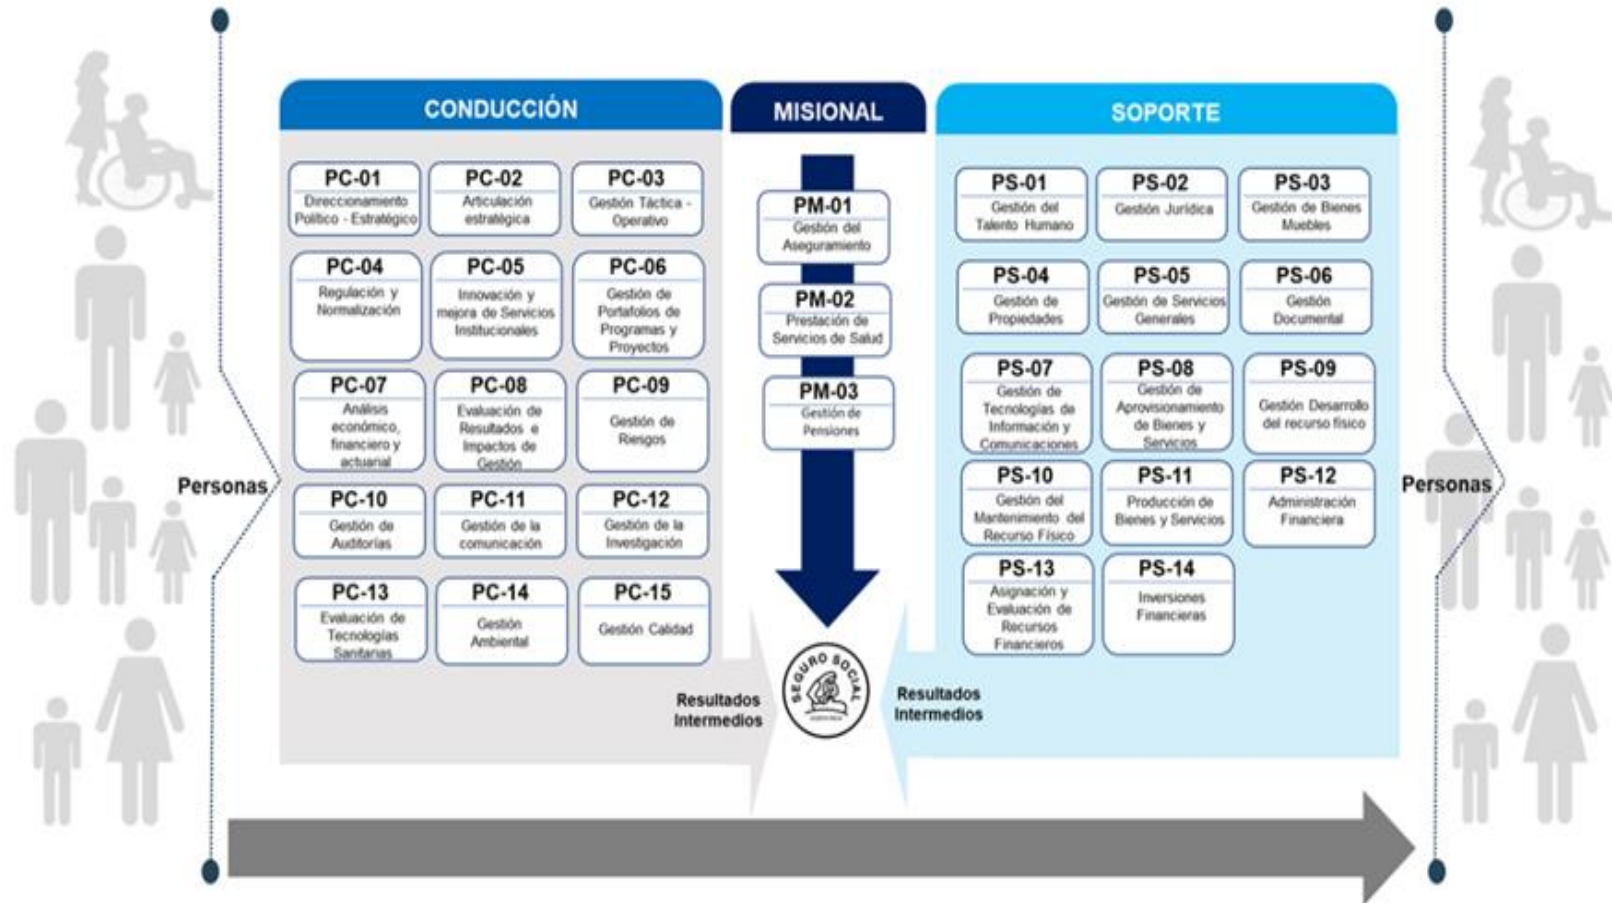 CONDUCCIÓN
PC-01
Direccionamiento
Político - Estratégico
PC-02
Articulación
estratégica
PC-03
Gestión Táctica -
Operativo
PC-04
Regulación y
Normalización
PC-05
Innovación y
mejora de Servicios
Institucionales
PC-06
Gestión de
Portafolios de
Programas y
Proyectos
PC-07
Análisis
económico,
financiero y
actuarial
PC-08
Evaluación de
Resultados e
Impactos de
Gestión
PC-09
Gestión de
Riesgos
PC-10
Gestión de
Auditorías
PC-11
Gestión de la
comunicación
PC-12
Gestión de la
Investigación
PC-13
Evaluación de
Tecnologías
Sanitarias
PC-14
Gestión
Ambiental
PC-15
Gestión Calidad
MISIONAL
PM-01
Gestión del
Aseguramiento
PM-02
Prestación de
Servicios de Salud
PM-03
Gestión de
Pensiones
SOPORTE
PS-01
Gestión del
Talento Humano
PS-02
Gestión Jurídica
PS-03
Gestión de Bienes
Muebles
PS-04
Gestión de
Propiedades
PS-05
Gestión de Servicios
Generales
PS-06
Gestión
Documental
PS-07
Gestión de
Tecnologías de
Información y
Comunicaciones
PS-08
Gestión de
Aprovisionamiento
de Bienes y
Servicios
PS-09
Gestión Desarrollo
del recurso físico
PS-10
Gestión del
Mantenimiento del
Recurso Físico
PS-11
Producción de
Bienes y Servicios
PS-12
Administración
Financiera
PS-13
Asignación y
Evaluación de
Recursos
Financieros
PS-14
Inversiones
Financieras
Personas
Personas
Resultados
Intermedios
SEGURO SOCIAL
Resultados
Intermedios